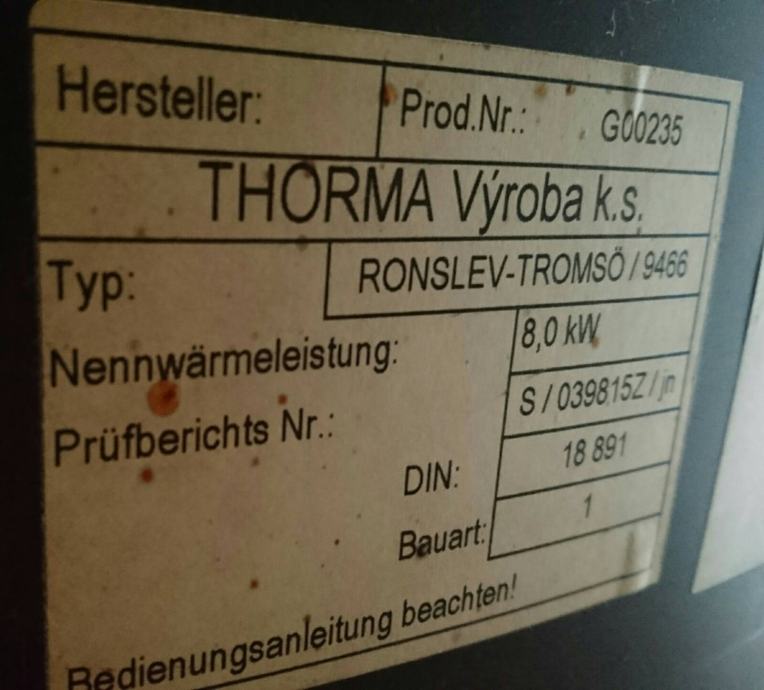 Hersteller: Prod.Nr.: G00235
THORMA Výroba k.s.
Typ: RONSLEV-TROMSÖ / 9466
Nennwärmeleistung: 8,0 kW
Prüfberichts Nr.: S / 039815Z / jn
DIN: 18 891
Bauart: 1
Bedienungsanleitung beachten!